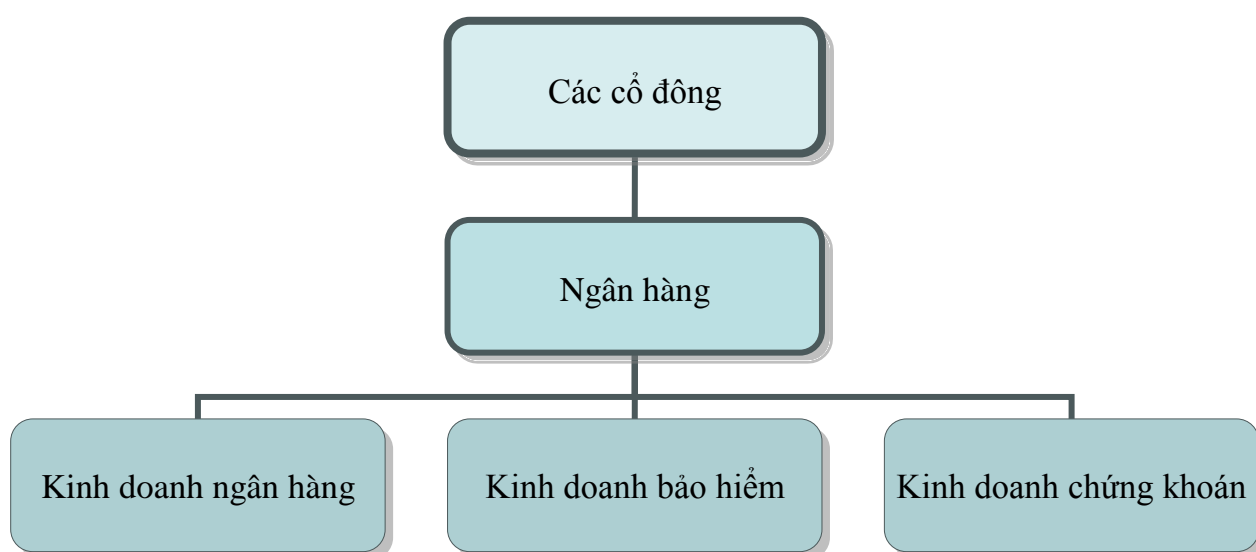 Các cổ đông
Ngân hàng
Kinh doanh ngân hàng
Kinh doanh bảo hiểm
Kinh doanh chứng khoán